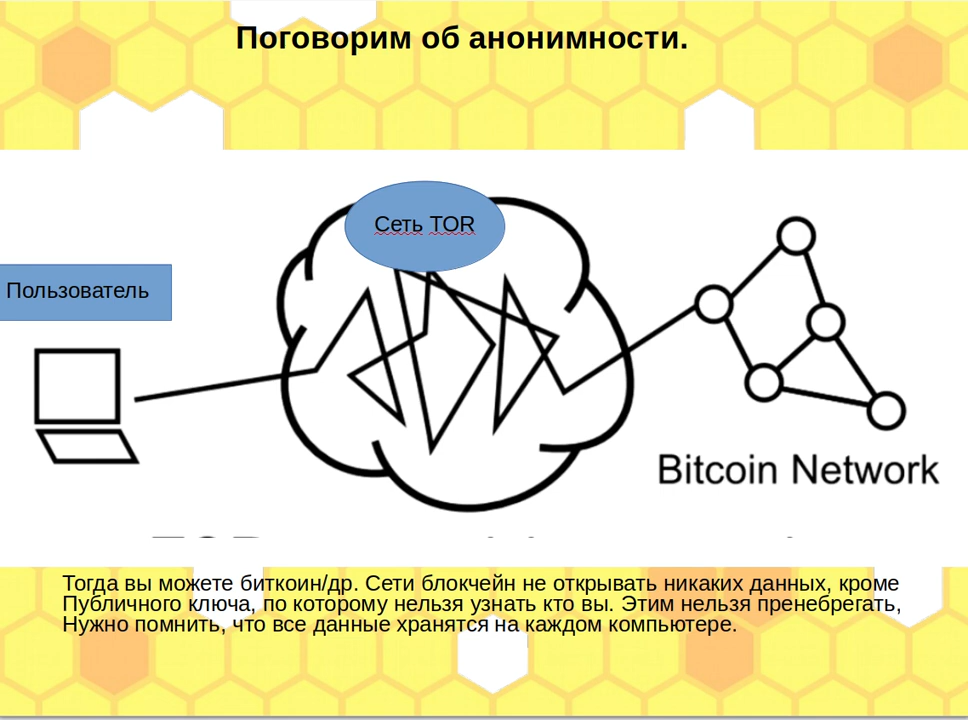 Поговорим об анонимности.
Сеть TOR
Пользователь
Bitcoin Network
Тогда вы можете биткоин/др. Сети блокчейн не открывать никаких данных, кроме
Публичного ключа, по которому нельзя узнать кто вы. Этим нельзя пренебрегать,
Нужно помнить, что все данные хранятся на каждом компьютере.